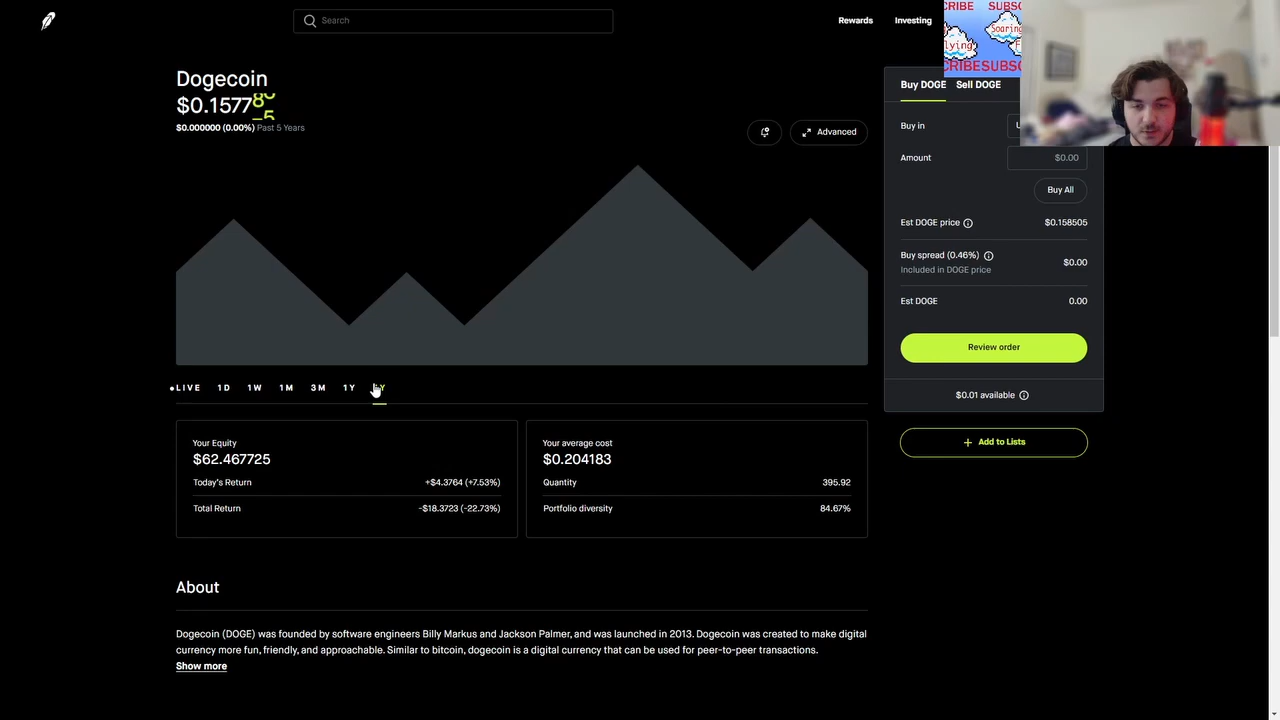 Search
Rewards
Investing
CRIBE SUBSC
Soaring
lying
F
CRIBE SUBSC
Dogecoin
$0.1577
$0.000000 (0.00%) Past 5 Years
Advanced
Buy DOGE Sell DOGE
Buy in
Amount
$0.00
Buy All
Est DOGE price
$0.158505
Buy spread (0.46%)
$0.00
Included in DOGE price
Est DOGE
0.00
Review order
$0.01 available
Add to Lists
LIVE 1D 1W 1M 3M 1Y
Your Equity
$62.467725
Today's Return
+$4.3764 (+7.53%)
Total Return
-$18.3723 (-22.73%)
Your average cost
$0.204183
Quantity
395.92
Portfolio diversity
84.67%
About
Dogecoin (DOGE) was founded by software engineers Billy Markus and Jackson Palmer, and was launched in 2013. Dogecoin was created to make digital
currency more fun, friendly, and approachable. Similar to bitcoin, dogecoin is a digital currency that can be used for peer-to-peer transactions.
Show more